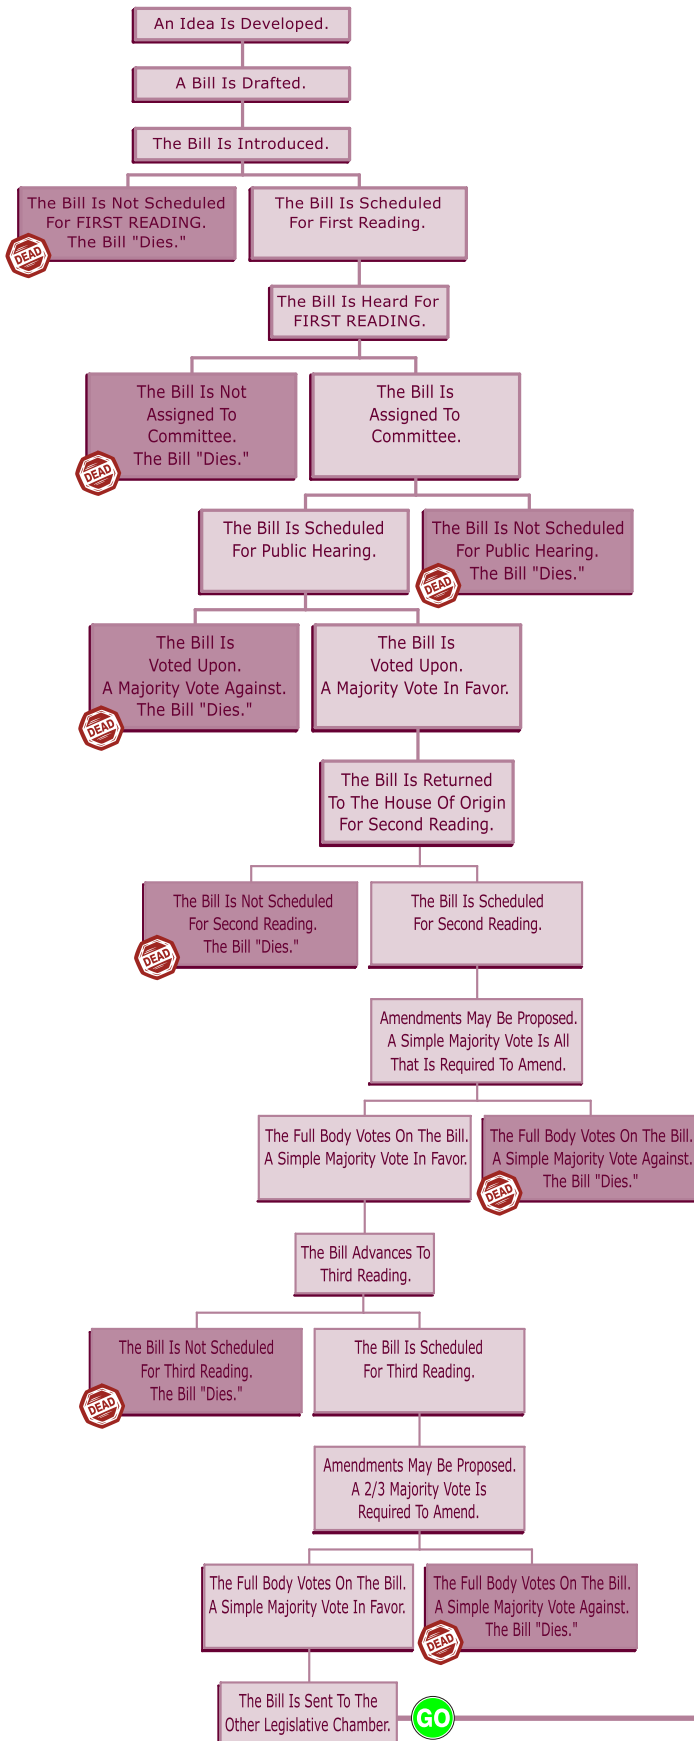 An Idea Is Developed.
A Bill Is Drafted.
The Bill Is Introduced.
The Bill Is Not Scheduled
For FIRST READING.
The Bill "Dies."
DEAD
The Bill Is Scheduled
For First Reading.
The Bill Is Heard For
FIRST READING.
The Bill Is Not
Assigned To
Committee.
The Bill "Dies."
DEAD
The Bill Is
Assigned To
Committee.
The Bill Is Scheduled
For Public Hearing.
The Bill Is Not Scheduled
For Public Hearing.
The Bill "Dies."
DEAD
The Bill Is
Voted Upon.
A Majority Vote Against.
The Bill "Dies."
DEAD
The Bill Is
Voted Upon.
A Majority Vote In Favor.
The Bill Is Returned
To The House Of Origin
For Second Reading.
The Bill Is Not Scheduled
For Second Reading.
The Bill "Dies."
DEAD
The Bill Is Scheduled
For Second Reading.
Amendments May Be Proposed.
A Simple Majority Vote Is All
That Is Required To Amend.
The Full Body Votes On The Bill.
A Simple Majority Vote In Favor.
The Full Body Votes On The Bill.
A Simple Majority Vote Against.
The Bill "Dies."
DEAD
The Bill Advances To
Third Reading.
The Bill Is Not Scheduled
For Third Reading.
The Bill "Dies."
DEAD
The Bill Is Scheduled
For Third Reading.
Amendments May Be Proposed.
A 2/3 Majority Vote Is
Required To Amend.
The Full Body Votes On The Bill.
A Simple Majority Vote In Favor.
The Full Body Votes On The Bill.
A Simple Majority Vote Against.
The Bill "Dies."
DEAD
The Bill Is Sent To The
Other Legislative Chamber.
GO